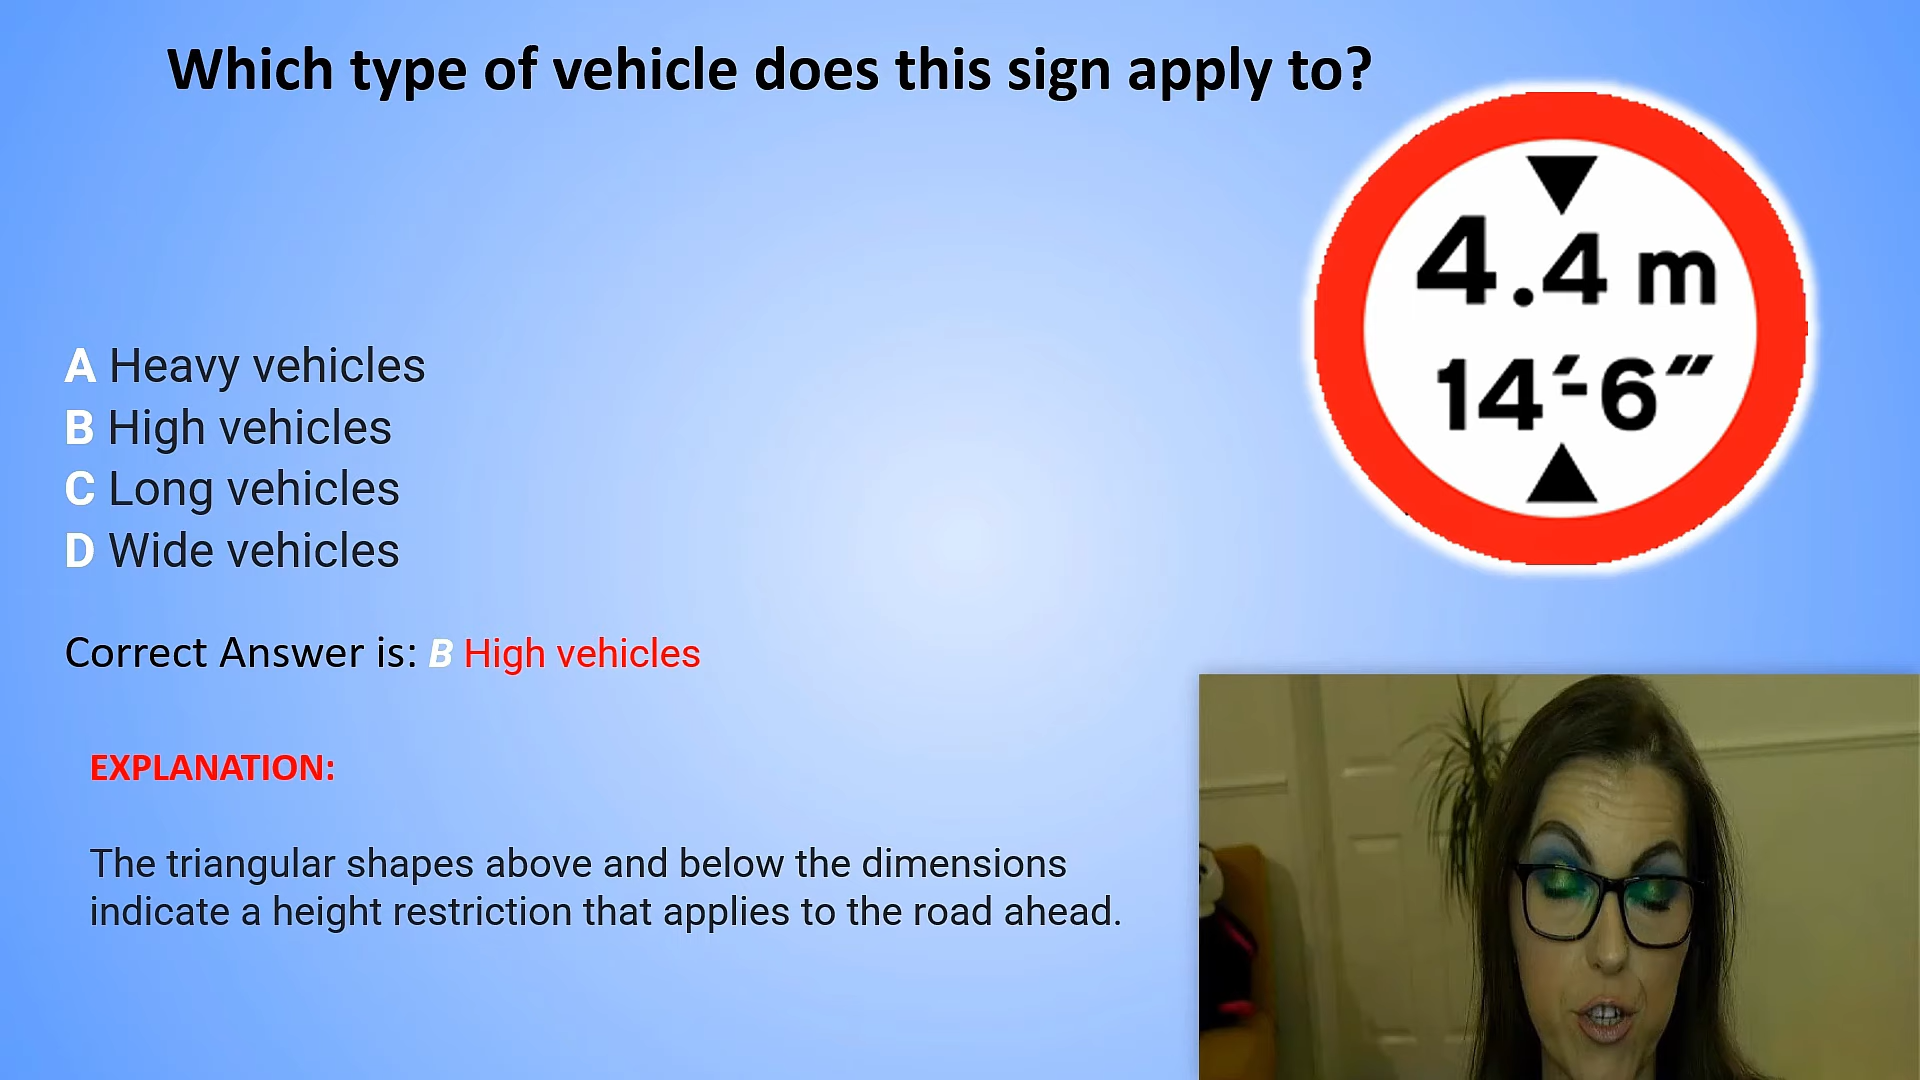 Which type of vehicle does this sign apply to?
4.4 m
14'-6"
A Heavy vehicles
B High vehicles
C Long vehicles
D Wide vehicles
Correct Answer is: B High vehicles
EXPLANATION:
The triangular shapes above and below the dimensions
indicate a height restriction that applies to the road ahead.